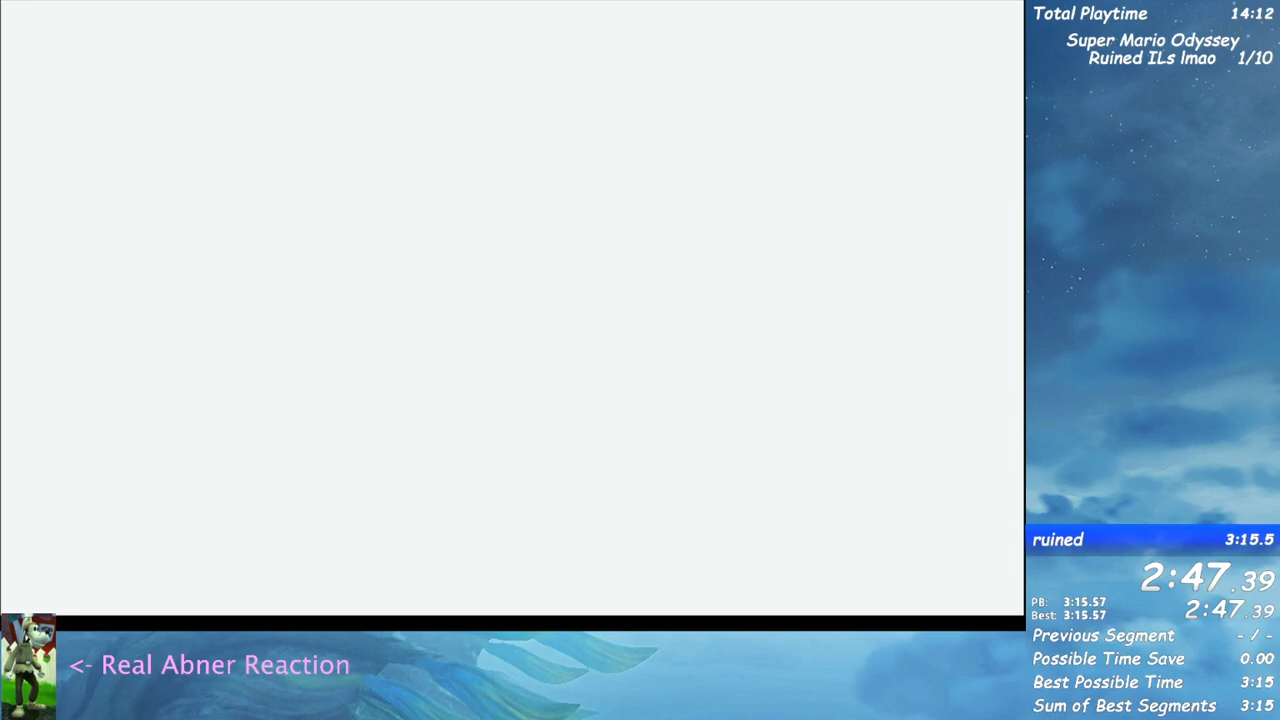 Total Playtime 14:12
Super Mario Odyssey
Ruined ILs lmao 1/10
ruined 3:15.5
2:47.39
PB: 3:15.57
Best: 3:15.57 2:47.39
Previous Segment - / -
Possible Time Save 0.00
Best Possible Time 3:15
Sum of Best Segments 3:15
<- Real Abner Reaction